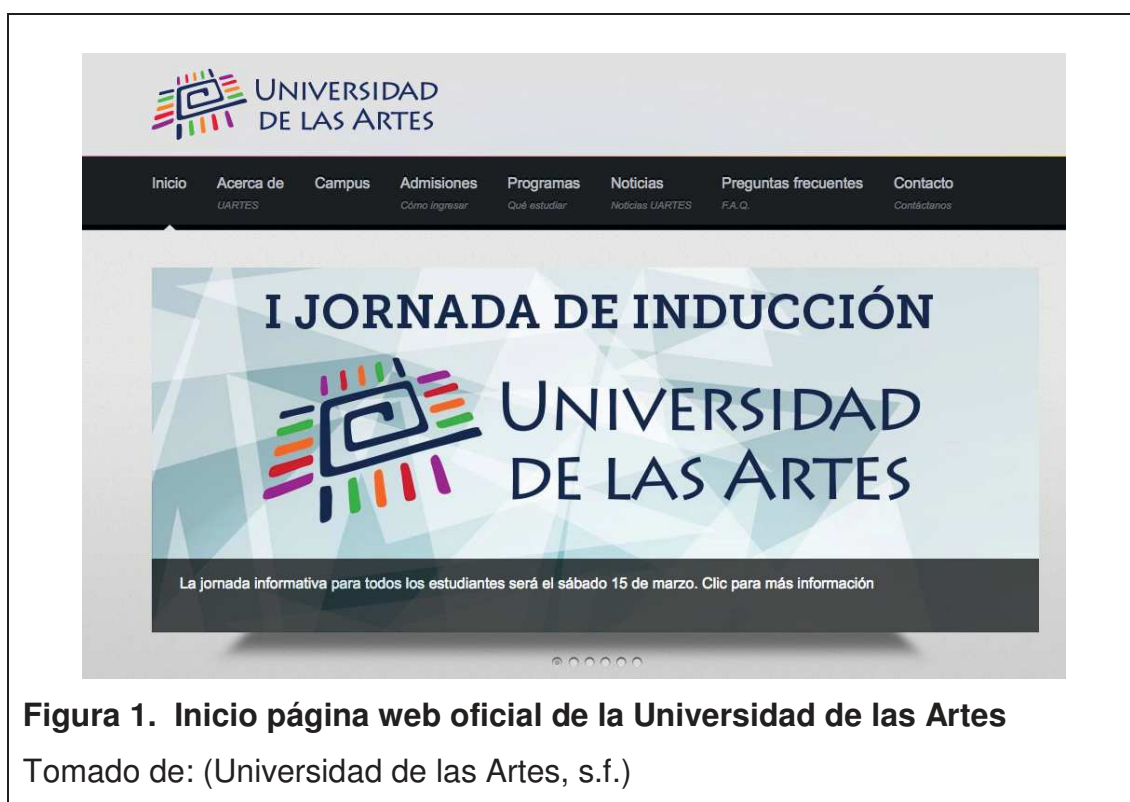 UNIVERSIDAD
DE LAS ARTES
Inicio Acerca de Campus Admisiones Programas Noticias Preguntas frecuentes Contacto
UARTES Cómo ingresar Qué estudiar Noticias UARTES F.A.Q. Contáctanos
I JORNADA DE INDUCCIÓN
UNIVERSIDAD
DE LAS ARTES
La jornada informativa para todos los estudiantes será el sábado 15 de marzo. Clic para más información
Figura 1. Inicio página web oficial de la Universidad de las Artes
Tomado de: (Universidad de las Artes, s.f.)